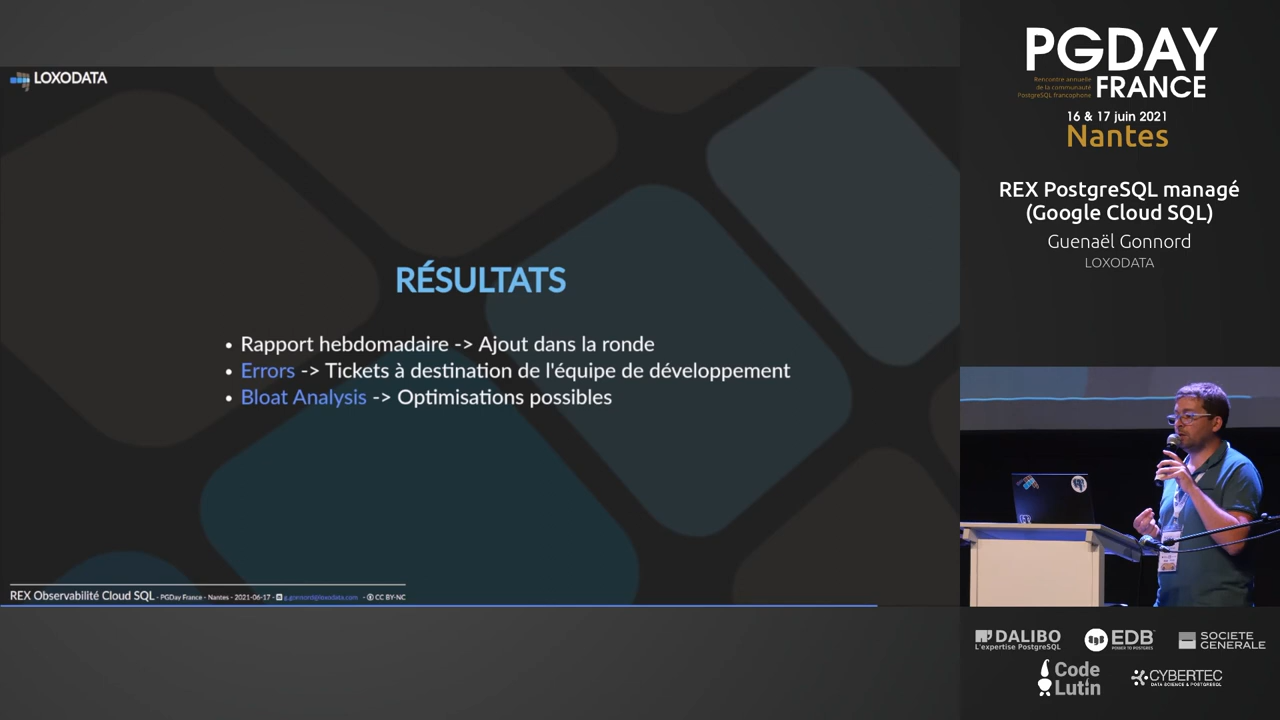 LOXODATA
RÉSULTATS
• Rapport hebdomadaire -> Ajout dans la ronde
• Errors -> Tickets à destination de l'équipe de développement
• Bloat Analysis -> Optimisations possibles
REX Observabilité Cloud SQL - PGDay France - Nantes - 2021-06-17 - g.gonnord@loxodata.com - CC BY-NC
PGDAY
Rencontre annuelle
de la communauté
PostgreSQL francophone
FRANCE
16 & 17 juin 2021
Nantes
REX PostgreSQL managé
(Google Cloud SQL)
Guenaël Gonnord
LOXODATA
DALIBO
L'expertise PostgreSQL
EDB
POWER TO POSTGRES
SOCIETE
GENERALE
Code
Lutin
CYBERTEC
DATA SCIENCE & POSTGRESQL